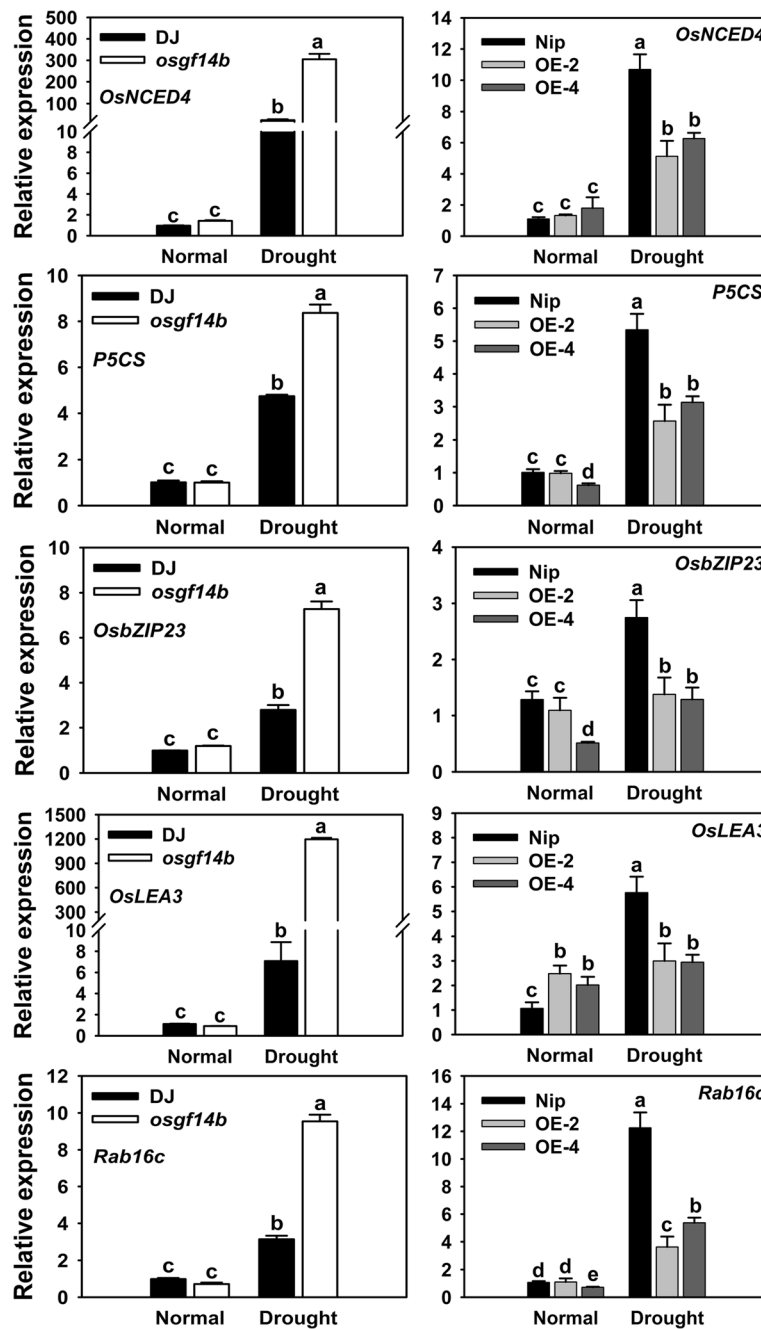 Relative expression
500
400
300
200
100
10
8
6
4
2
0
DJ
osgf14b
OsNCED4
c
c
b
a
Normal
Drought
14
12
10
8
6
4
2
0
Nip
OE-2
OE-4
OsNCED4
c
c
c
a
b
b
Normal
Drought
Relative expression
10
8
6
4
2
0
DJ
osgf14b
P5CS
c
c
b
a
Normal
Drought
7
6
5
4
3
2
1
0
Nip
OE-2
OE-4
P5CS
c
c
d
a
b
b
Normal
Drought
Relative expression
10
8
6
4
2
0
DJ
osgf14b
OsbZIP23
c
c
b
a
Normal
Drought
4
3
2
1
0
Nip
OE-2
OE-4
OsbZIP23
c
c
d
a
b
b
Normal
Drought
Relative expression
1500
1200
900
600
300
10
8
6
4
2
0
DJ
osgf14b
OsLEA3
c
c
b
a
Normal
Drought
9
8
7
6
5
4
3
2
1
0
Nip
OE-2
OE-4
OsLEA3
c
b
b
a
b
b
Normal
Drought
Relative expression
12
10
8
6
4
2
0
DJ
osgf14b
Rab16c
c
c
b
a
Normal
Drought
16
14
12
10
8
6
4
2
0
Nip
OE-2
OE-4
Rab16c
d
d
e
a
c
b
Normal
Drought